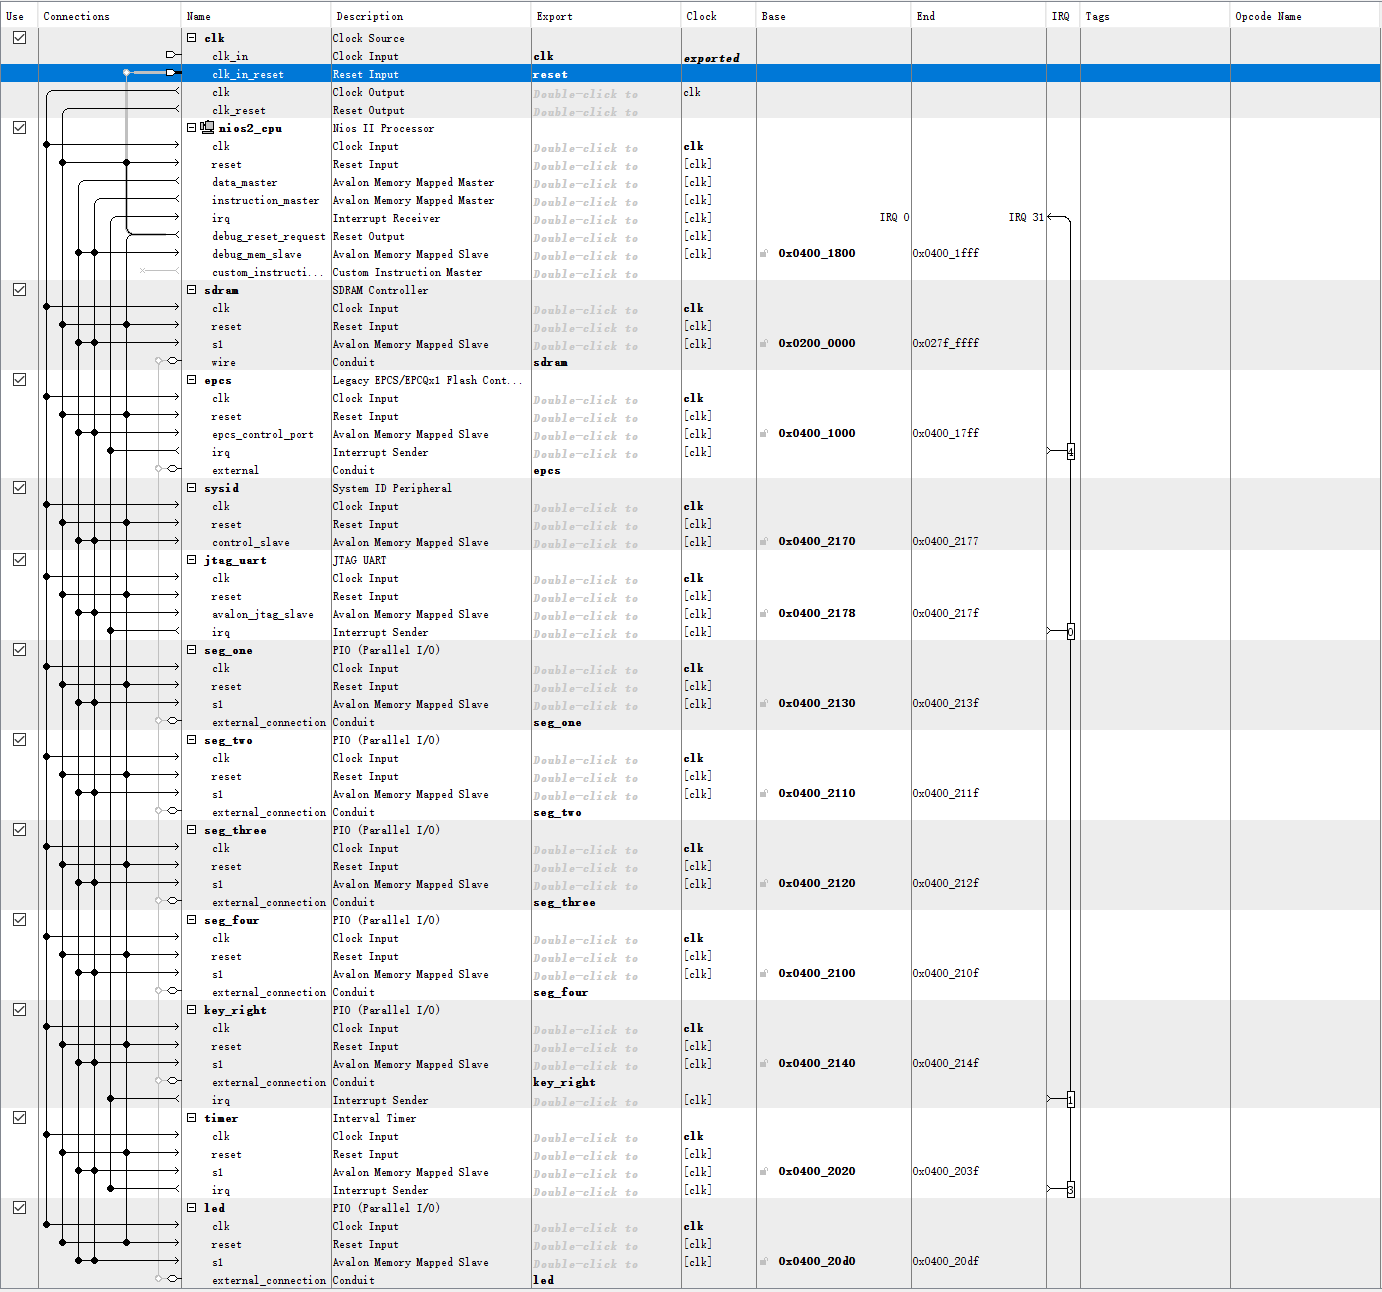 Use Connections Name Description Export Clock Base End IRQ Tags Opcode Name
clk Clock Source
clk_in Clock Input clk exported
clk_in_reset Reset Input reset
clk Clock Output Double-click to clk
clk_reset Reset Output Double-click to
nios2_cpu Nios II Processor
clk Clock Input Double-click to clk
reset Reset Input Double-click to [clk]
data_master Avalon Memory Mapped Master Double-click to [clk]
instruction_master Avalon Memory Mapped Master Double-click to [clk]
irq Interrupt Receiver Double-click to [clk] IRQ 0 IRQ 31
debug_reset_request Reset Output Double-click to [clk]
debug_mem_slave Avalon Memory Mapped Slave Double-click to [clk] 0x0400_1800 0x0400_1fff
custom_instructi... Custom Instruction Master Double-click to
sdram SDRAM Controller
clk Clock Input Double-click to clk
reset Reset Input Double-click to [clk]
s1 Avalon Memory Mapped Slave Double-click to [clk] 0x0200_0000 0x027f_ffff
wire Conduit sdram
epcs Legacy EPCS/EPCQx1 Flash Cont...
clk Clock Input Double-click to clk
reset Reset Input Double-click to [clk]
epcs_control_port Avalon Memory Mapped Slave Double-click to [clk] 0x0400_1000 0x0400_17ff
irq Interrupt Sender Double-click to [clk] 4
external Conduit epcs
sysid System ID Peripheral
clk Clock Input Double-click to clk
reset Reset Input Double-click to [clk]
control_slave Avalon Memory Mapped Slave Double-click to [clk] 0x0400_2170 0x0400_2177
jtag_uart JTAG UART
clk Clock Input Double-click to clk
reset Reset Input Double-click to [clk]
avalon_jtag_slave Avalon Memory Mapped Slave Double-click to [clk] 0x0400_2178 0x0400_217f
irq Interrupt Sender Double-click to [clk] 0
seg_one PIO (Parallel I/O)
clk Clock Input Double-click to clk
reset Reset Input Double-click to [clk]
s1 Avalon Memory Mapped Slave Double-click to [clk] 0x0400_2130 0x0400_213f
external_connection Conduit seg_one
seg_two PIO (Parallel I/O)
clk Clock Input Double-click to clk
reset Reset Input Double-click to [clk]
s1 Avalon Memory Mapped Slave Double-click to [clk] 0x0400_2110 0x0400_211f
external_connection Conduit seg_two
seg_three PIO (Parallel I/O)
clk Clock Input Double-click to clk
reset Reset Input Double-click to [clk]
s1 Avalon Memory Mapped Slave Double-click to [clk] 0x0400_2120 0x0400_212f
external_connection Conduit seg_three
seg_four PIO (Parallel I/O)
clk Clock Input Double-click to clk
reset Reset Input Double-click to [clk]
s1 Avalon Memory Mapped Slave Double-click to [clk] 0x0400_2100 0x0400_210f
external_connection Conduit seg_four
key_right PIO (Parallel I/O)
clk Clock Input Double-click to clk
reset Reset Input Double-click to [clk]
s1 Avalon Memory Mapped Slave Double-click to [clk] 0x0400_2140 0x0400_214f
external_connection Conduit key_right
irq Interrupt Sender Double-click to [clk] 1
timer Interval Timer
clk Clock Input Double-click to clk
reset Reset Input Double-click to [clk]
s1 Avalon Memory Mapped Slave Double-click to [clk] 0x0400_2020 0x0400_203f
irq Interrupt Sender Double-click to [clk] 3
led PIO (Parallel I/O)
clk Clock Input Double-click to clk
reset Reset Input Double-click to [clk]
s1 Avalon Memory Mapped Slave Double-click to [clk] 0x0400_20d0 0x0400_20df
external_connection Conduit led